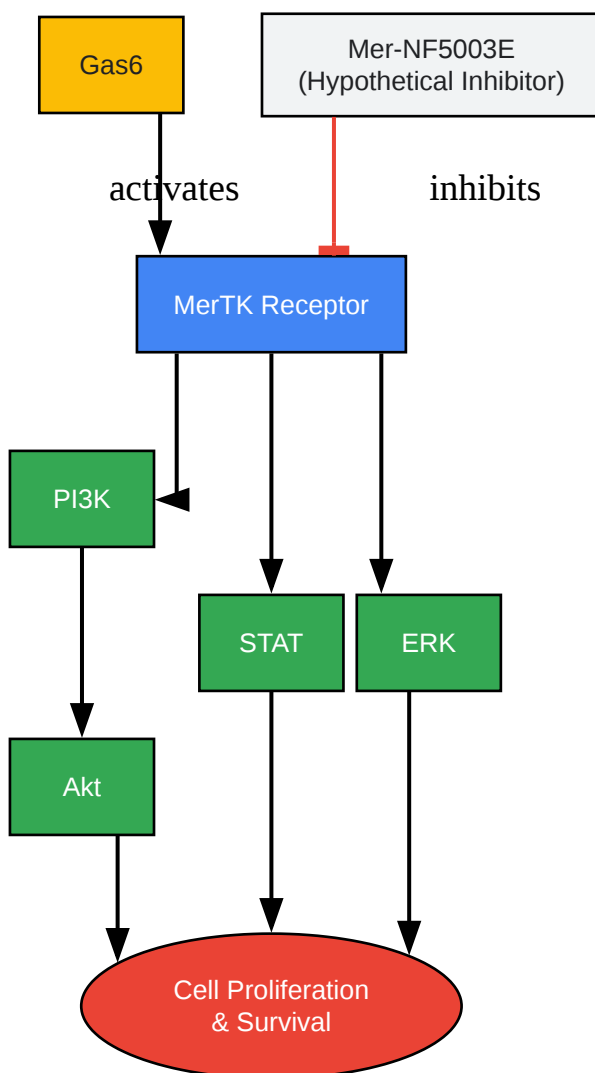 Gas6
Mer-NF5003E
(Hypothetical Inhibitor)
activates
inhibits
MerTK Receptor
PI3K
STAT
ERK
Akt
Cell Proliferation
& Survival